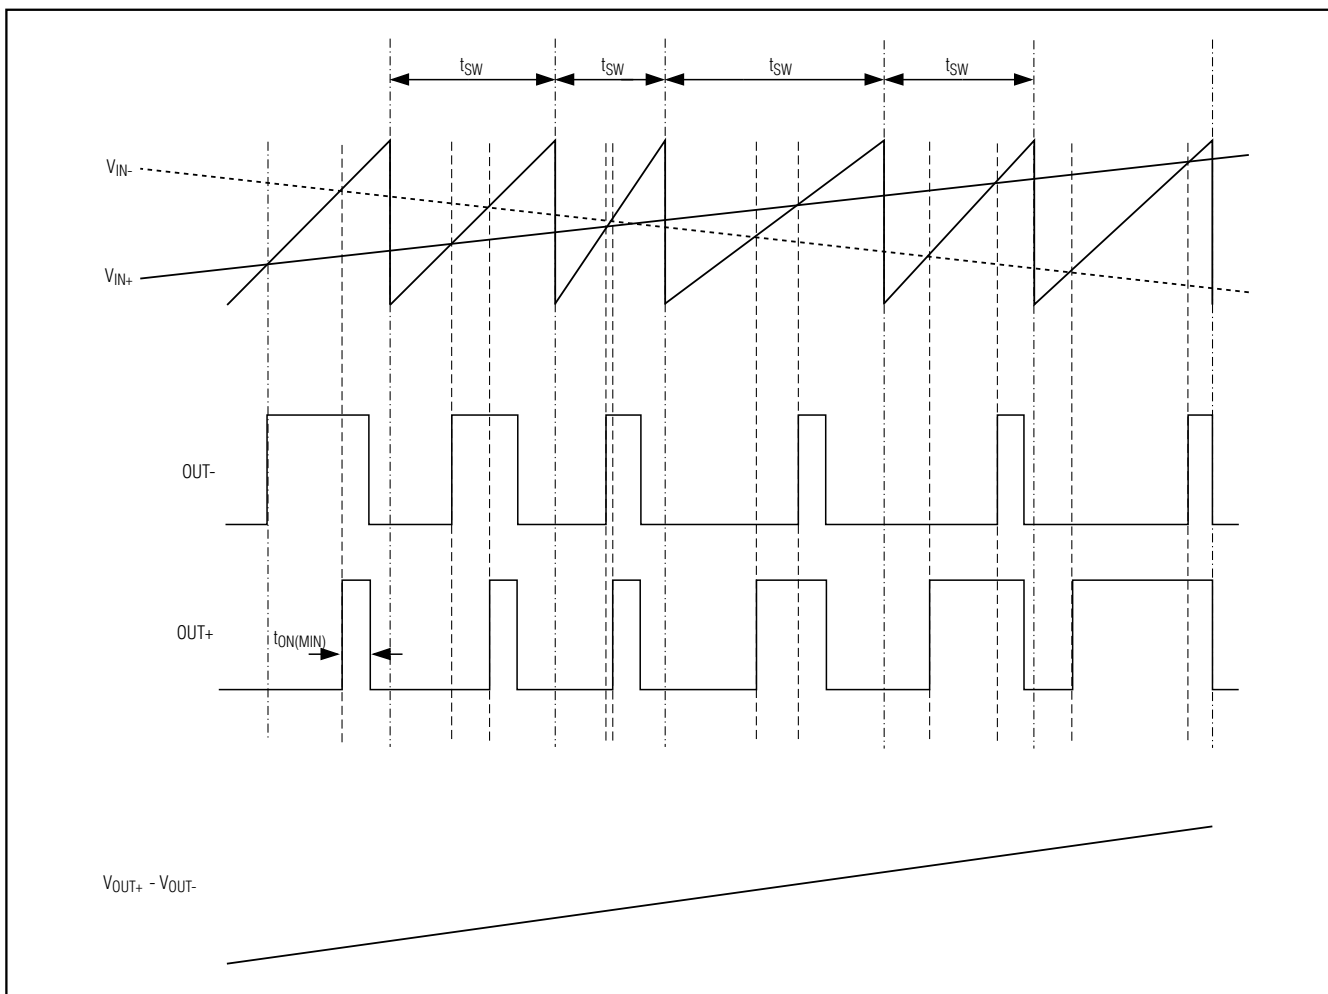 tSW tSW tSW tSW
VIN-
VIN+
OUT-
OUT+
tON(MIN)
VOUT+ - VOUT-